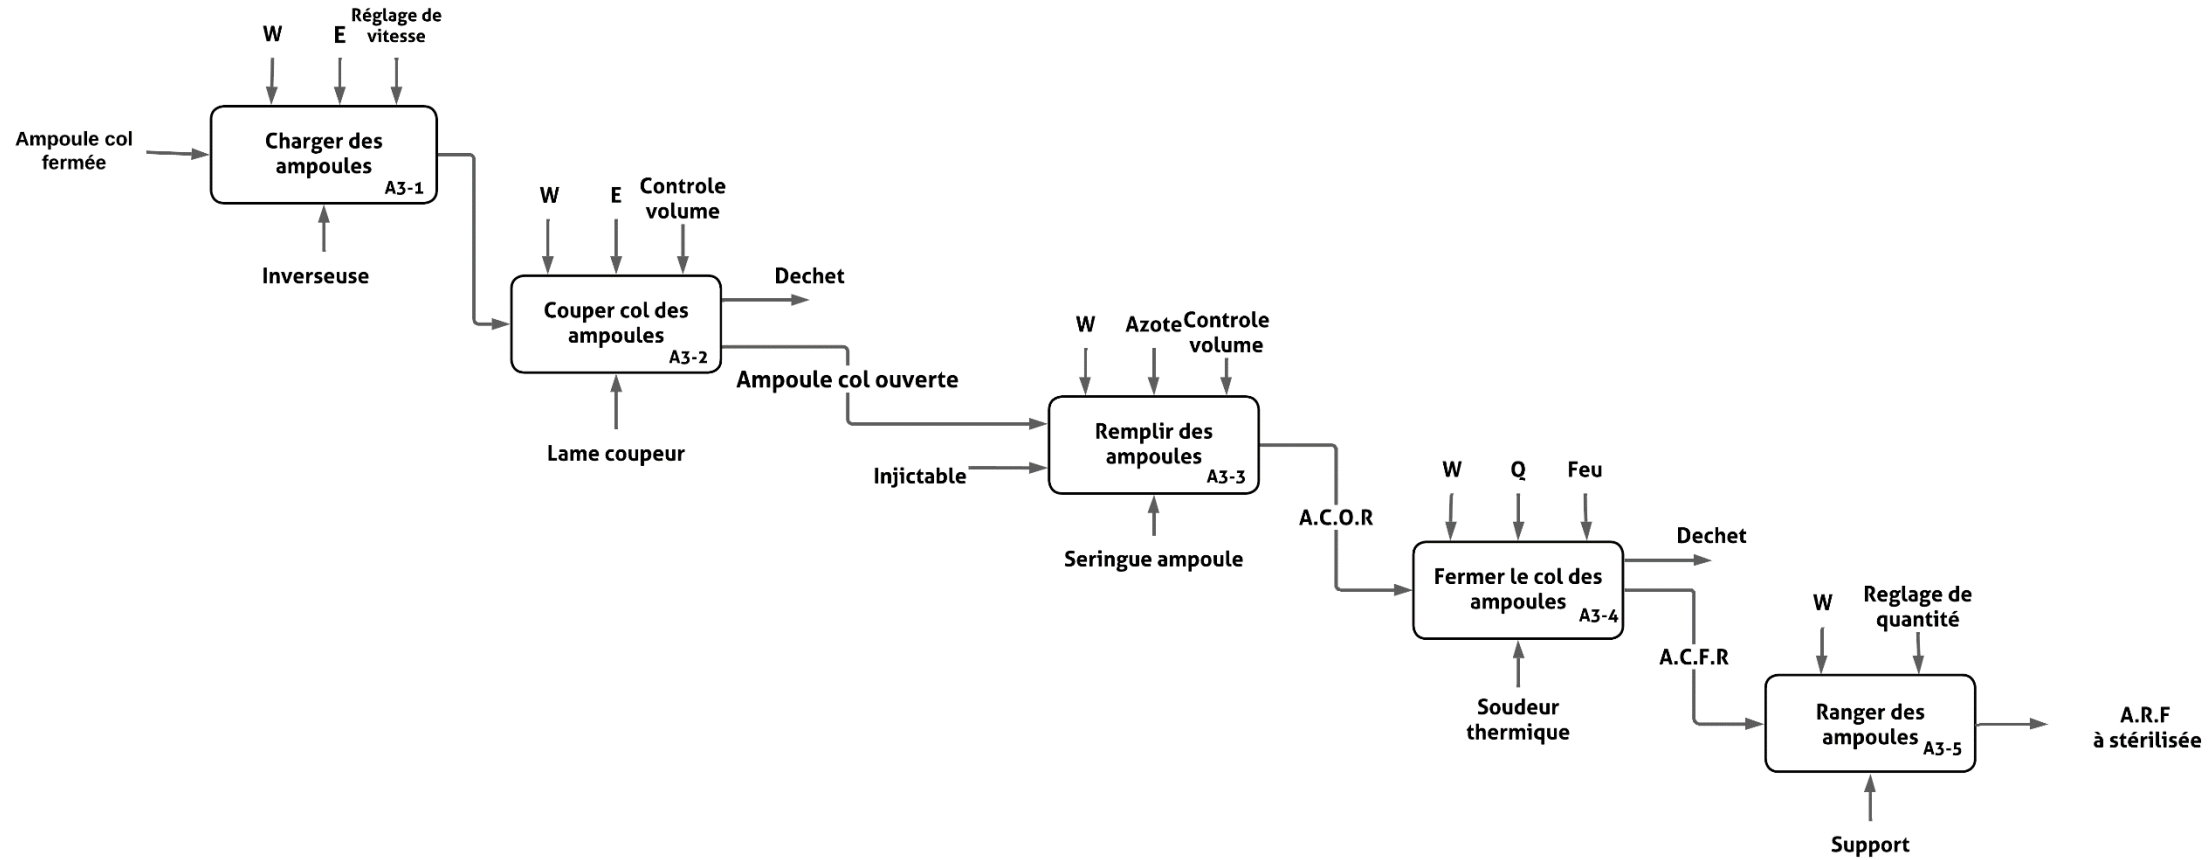 W
E
Réglage de
vitesse
Ampoule col
fermée
Charger des
ampoules
A3-1
Inverseuse
W
E
Controle
volume
Couper col des
ampoules
A3-2
Dechet
Ampoule col ouverte
Lame coupeur
W
Azote
Controle
volume
Remplir des
ampoules
A3-3
Injictable
Seringue ampoule
A.C.O.R
W
Q
Feu
Fermer le col des
ampoules
A3-4
Dechet
A.C.F.R
Soudeur
thermique
W
Reglage de
quantité
Ranger des
ampoules
A3-5
A.R.F
à stérilisée
Support